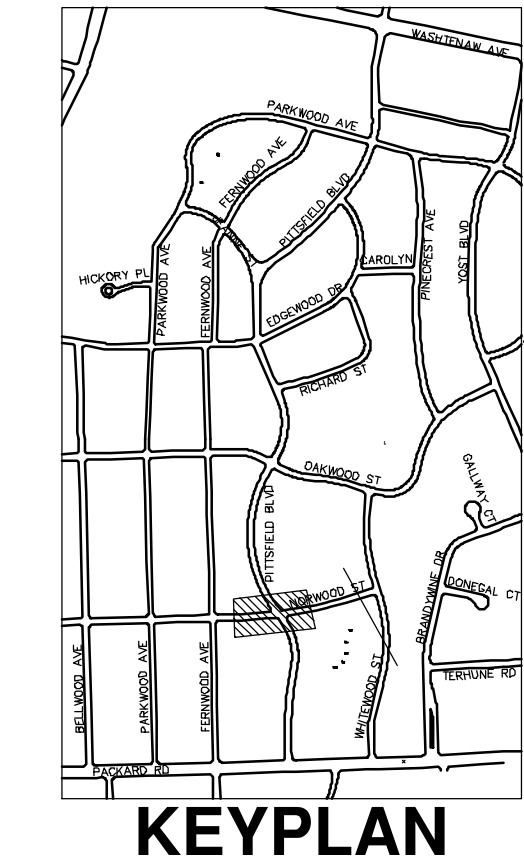 WASHTENAW AVE
PARKWOOD AVE
FERNWOOD AVE
PITTSFIELD BLVD
CAROLYN
PINECREST AVE
YOST BLVD
HICKORY PL
PARKWOOD AVE
FERNWOOD AVE
EDGEWOOD DR
RICHARD ST
OAKWOOD ST
GALLWAY CT
PITTSFIELD BLVD
NORWOOD ST
BRANDYWINE DR
DONEGAL CT
TERHUNE RD
BELLWOOD AVE
PARKWOOD AVE
FERNWOOD AVE
WHITEWOOD ST
PACKARD RD
KEYPLAN